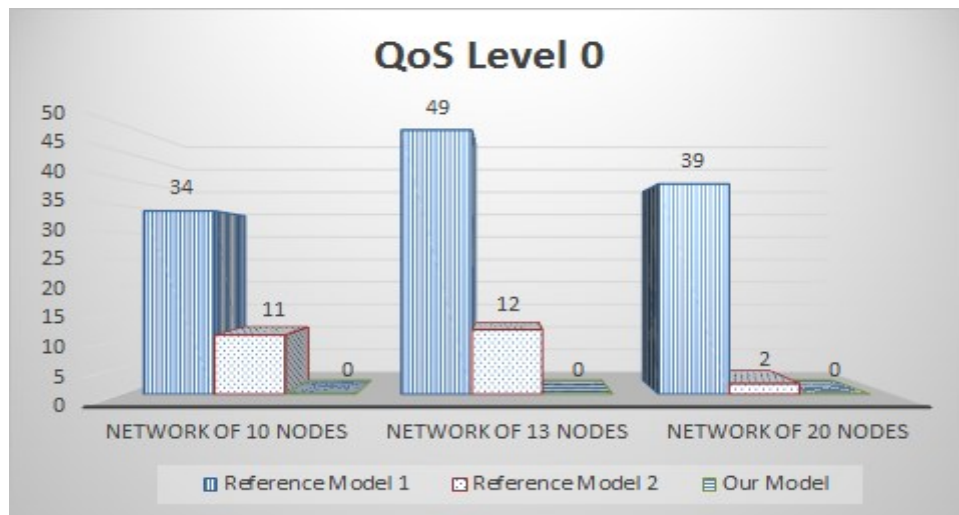 QoS Level 0
50
45
40
35
30
25
20
15
10
5
0
34
11
0
49
12
0
39
2
0
NETWORK OF 10 NODES
NETWORK OF 13 NODES
NETWORK OF 20 NODES
Reference Model 1
Reference Model 2
Our Model